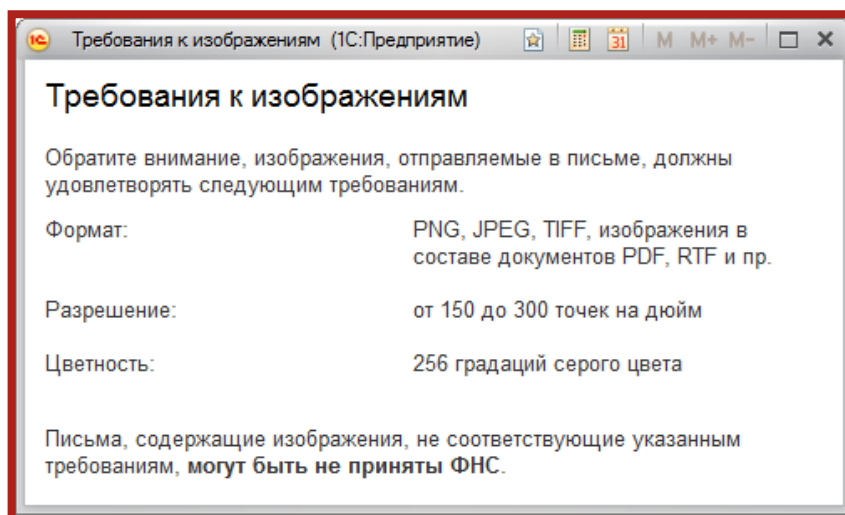 1С Требования к изображениям (1С:Предприятие) 31 M M+ M-
Требования к изображениям
Обратите внимание, изображения, отправляемые в письме, должны
удовлетворять следующим требованиям.
Формат: PNG, JPEG, TIFF, изображения в
составе документов PDF, RTF и пр.
Разрешение: от 150 до 300 точек на дюйм
Цветность: 256 градаций серого цвета
Письма, содержащие изображения, не соответствующие указанным
требованиям, могут быть не приняты ФНС.